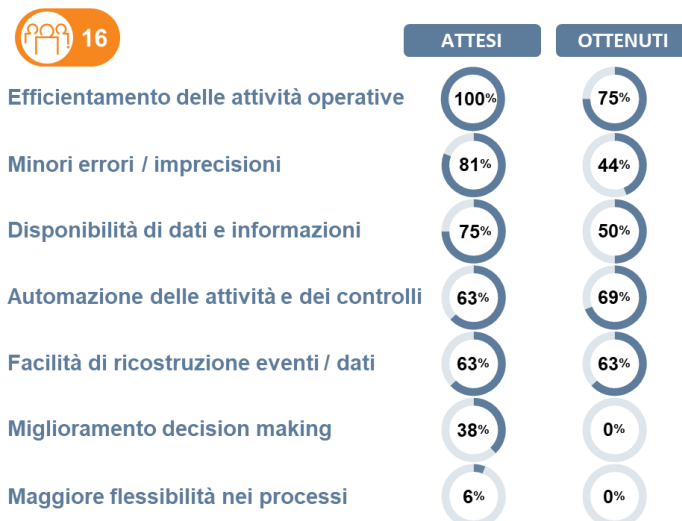 16
ATTESI OTTENUTI
Efficientamento delle attività operative 100% 75%
Minori errori / imprecisioni 81% 44%
Disponibilità di dati e informazioni 75% 50%
Automazione delle attività e dei controlli 63% 69%
Facilità di ricostruzione eventi / dati 63% 63%
Miglioramento decision making 38% 0%
Maggiore flessibilità nei processi 6% 0%